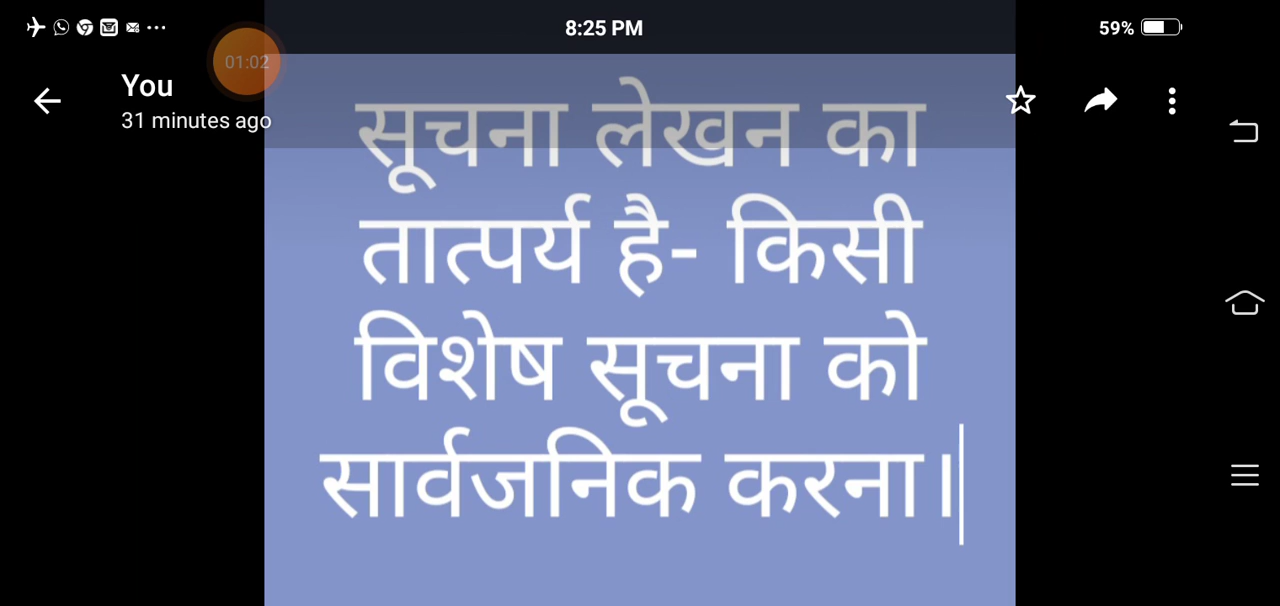 8:25 PM
59%
01:02
You
31 minutes ago
सूचना लेखन का
तात्पर्य है- किसी
विशेष सूचना को
सार्वजनिक करना।